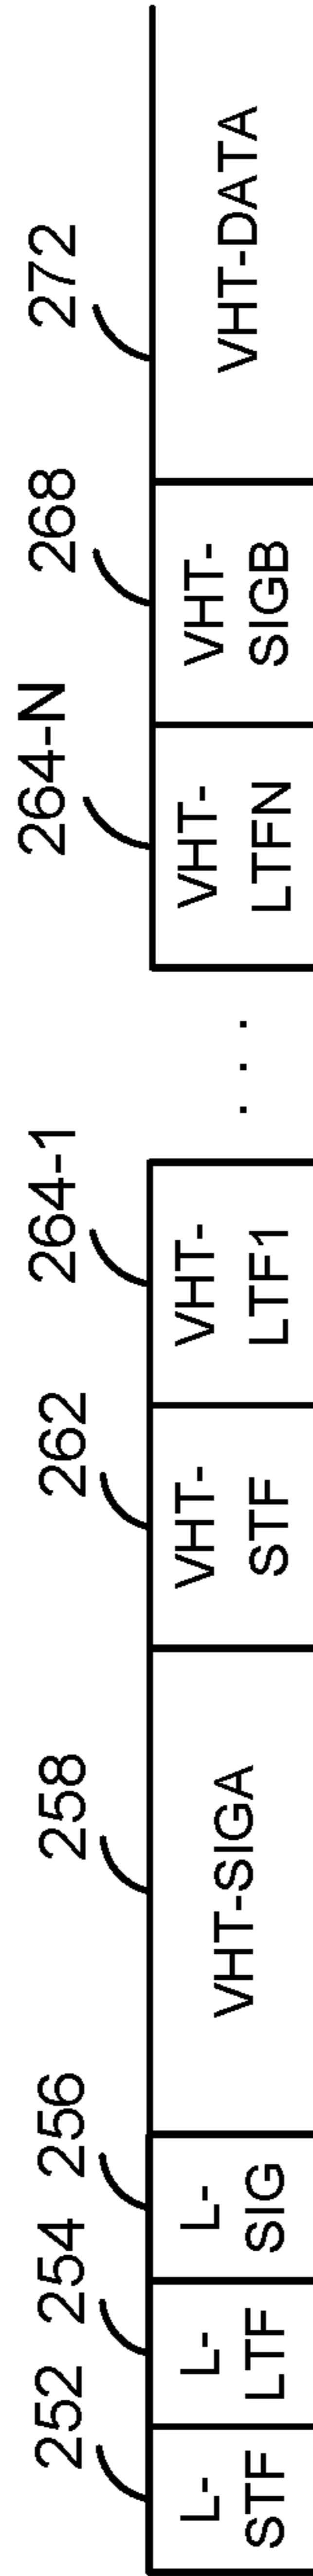 252
254
256
258
262
264-1
264-N
268
272
L-
STF
L-
LTF
L-
SIG
VHT-SIGA
VHT-
STF
VHT-
LTF1
. . .
VHT-
LTFN
VHT-
SIGB
VHT-DATA